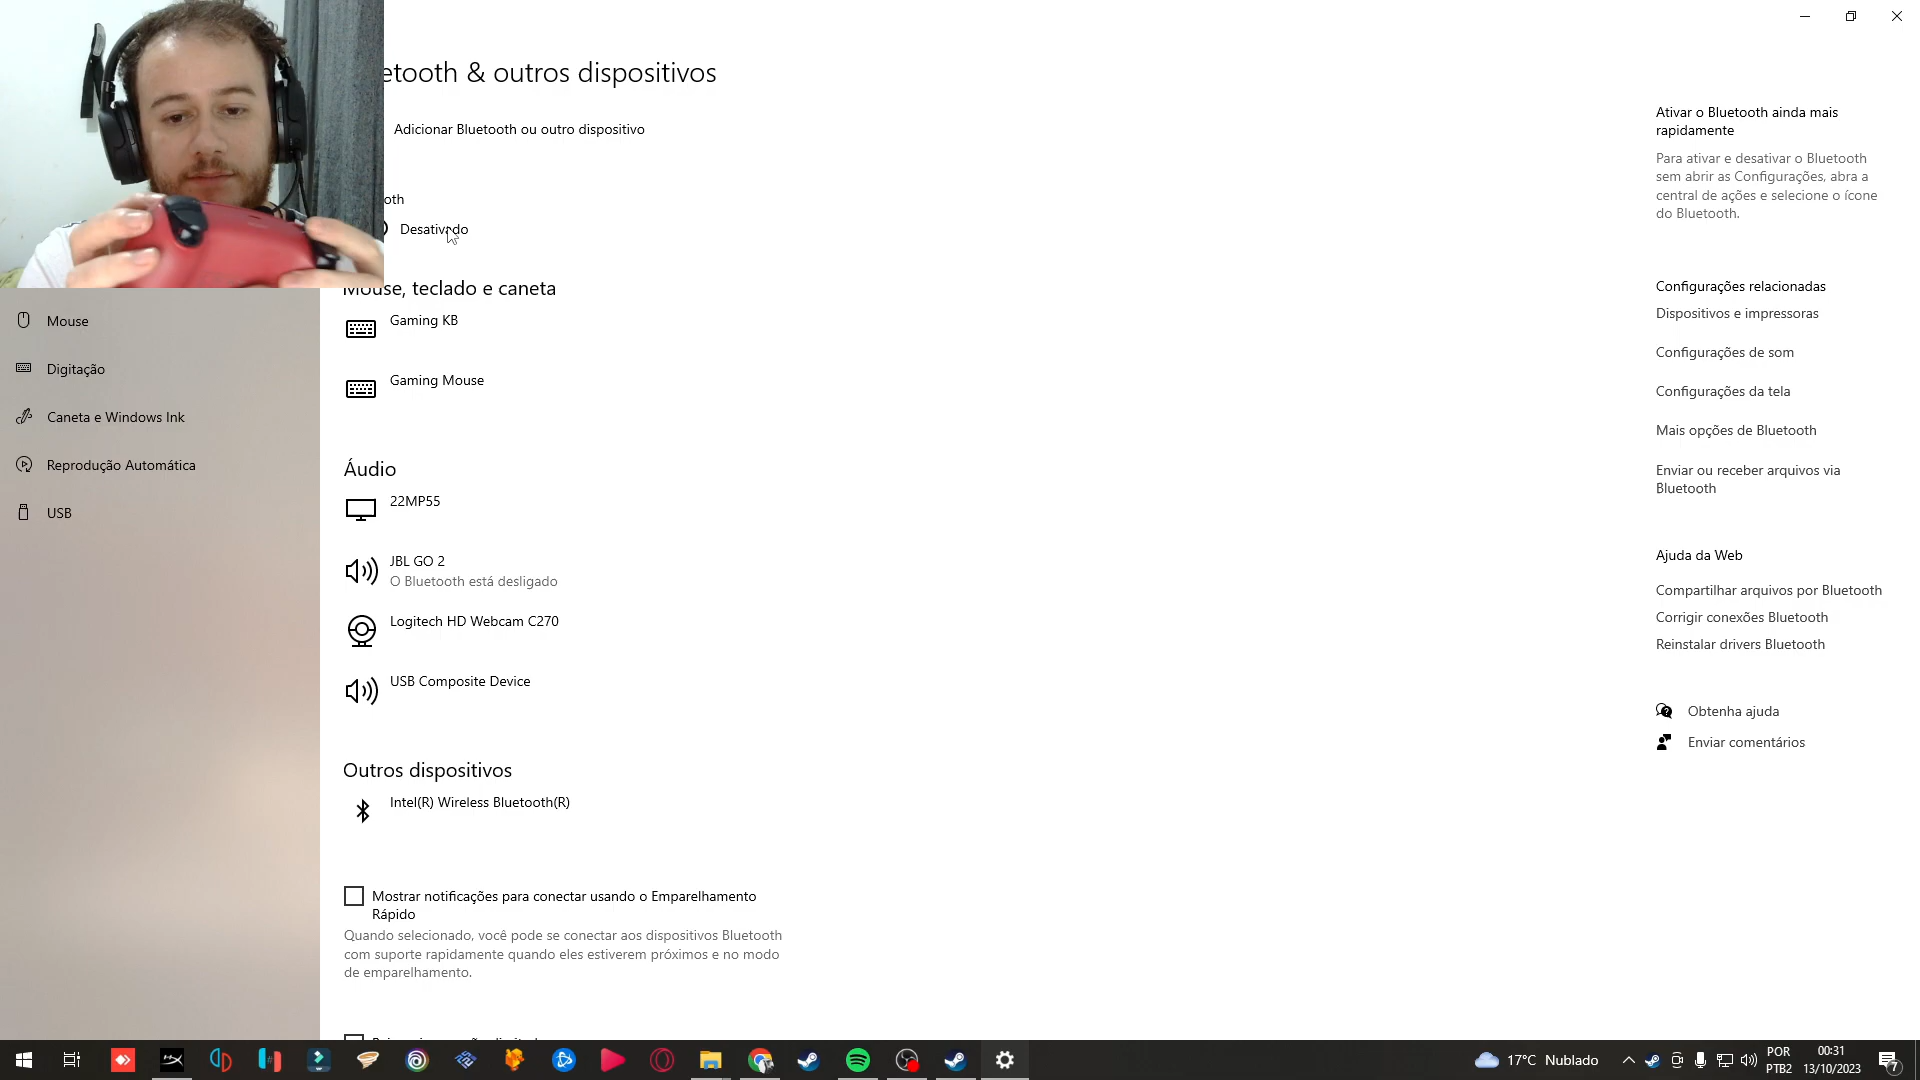 etooth & outros dispositivos
Adicionar Bluetooth ou outro dispositivo
oth
Desativado
Mouse, teclado e caneta
Gaming KB
Gaming Mouse
Áudio
22MP55
JBL GO 2
O Bluetooth está desligado
Logitech HD Webcam C270
USB Composite Device
Outros dispositivos
Intel(R) Wireless Bluetooth(R)
Mostrar notificações para conectar usando o Emparelhamento
Rápido
Quando selecionado, você pode se conectar aos dispositivos Bluetooth
com suporte rapidamente quando eles estiverem próximos e no modo
de emparelhamento.
Mouse
Digitação
Caneta e Windows Ink
Reprodução Automática
USB
Ativar o Bluetooth ainda mais
rapidamente
Para ativar e desativar o Bluetooth
sem abrir as Configurações, abra a
central de ações e selecione o ícone
do Bluetooth.
Configurações relacionadas
Dispositivos e impressoras
Configurações de som
Configurações da tela
Mais opções de Bluetooth
Enviar ou receber arquivos via
Bluetooth
Ajuda da Web
Compartilhar arquivos por Bluetooth
Corrigir conexões Bluetooth
Reinstalar drivers Bluetooth
Obtenha ajuda
Enviar comentários
17°C Nublado
POR
PTB2
00:31
13/10/2023
7